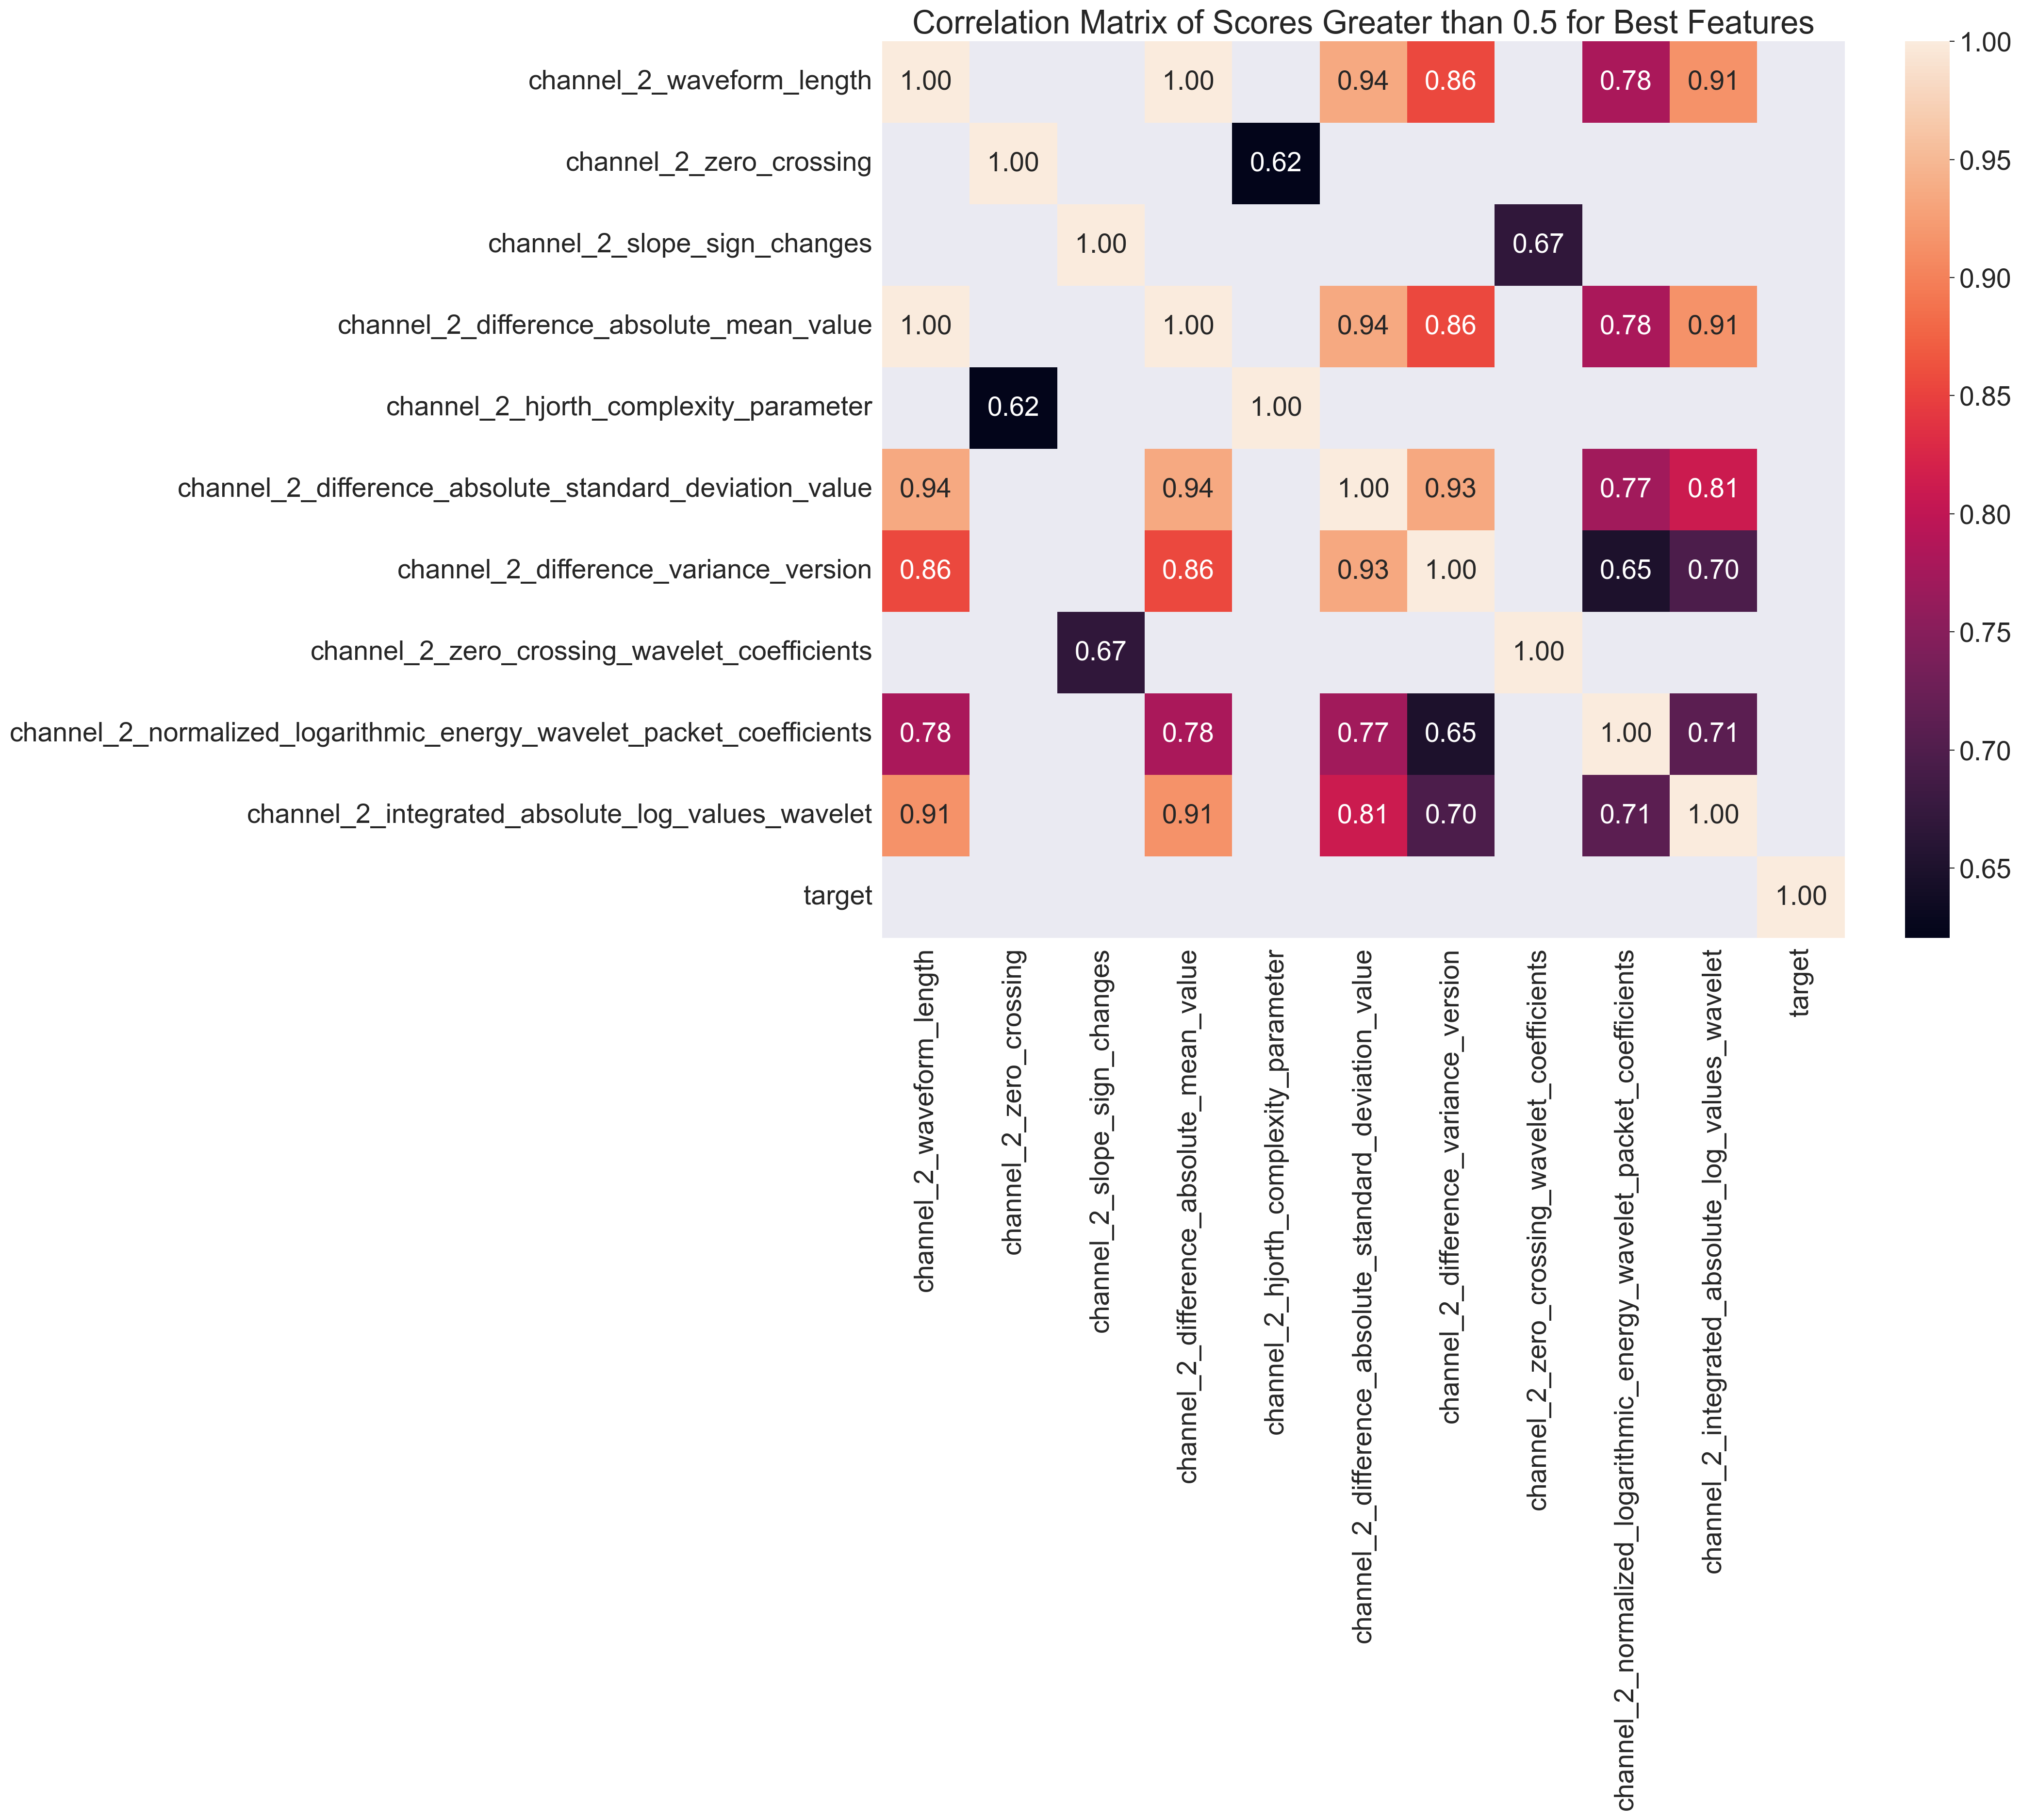 Correlation Matrix of Scores Greater than 0.5 for Best Features
channel_2_waveform_length 1.00 1.00 0.94 0.86 0.78 0.91
channel_2_zero_crossing 1.00 0.62
channel_2_slope_sign_changes 1.00 0.67
channel_2_difference_absolute_mean_value 1.00 1.00 0.94 0.86 0.78 0.91
channel_2_hjorth_complexity_parameter 0.62 1.00
channel_2_difference_absolute_standard_deviation_value 0.94 0.94 1.00 0.93 0.77 0.81
channel_2_difference_variance_version 0.86 0.86 0.93 1.00 0.65 0.70
channel_2_zero_crossing_wavelet_coefficients 0.67 1.00
channel_2_normalized_logarithmic_energy_wavelet_packet_coefficients 0.78 0.78 0.77 0.65 1.00 0.71
channel_2_integrated_absolute_log_values_wavelet 0.91 0.91 0.81 0.70 0.71 1.00
target 1.00
channel_2_waveform_length
channel_2_zero_crossing
channel_2_slope_sign_changes
channel_2_difference_absolute_mean_value
channel_2_hjorth_complexity_parameter
channel_2_difference_absolute_standard_deviation_value
channel_2_difference_variance_version
channel_2_zero_crossing_wavelet_coefficients
channel_2_normalized_logarithmic_energy_wavelet_packet_coefficients
channel_2_integrated_absolute_log_values_wavelet
target
1.00
0.95
0.90
0.85
0.80
0.75
0.70
0.65